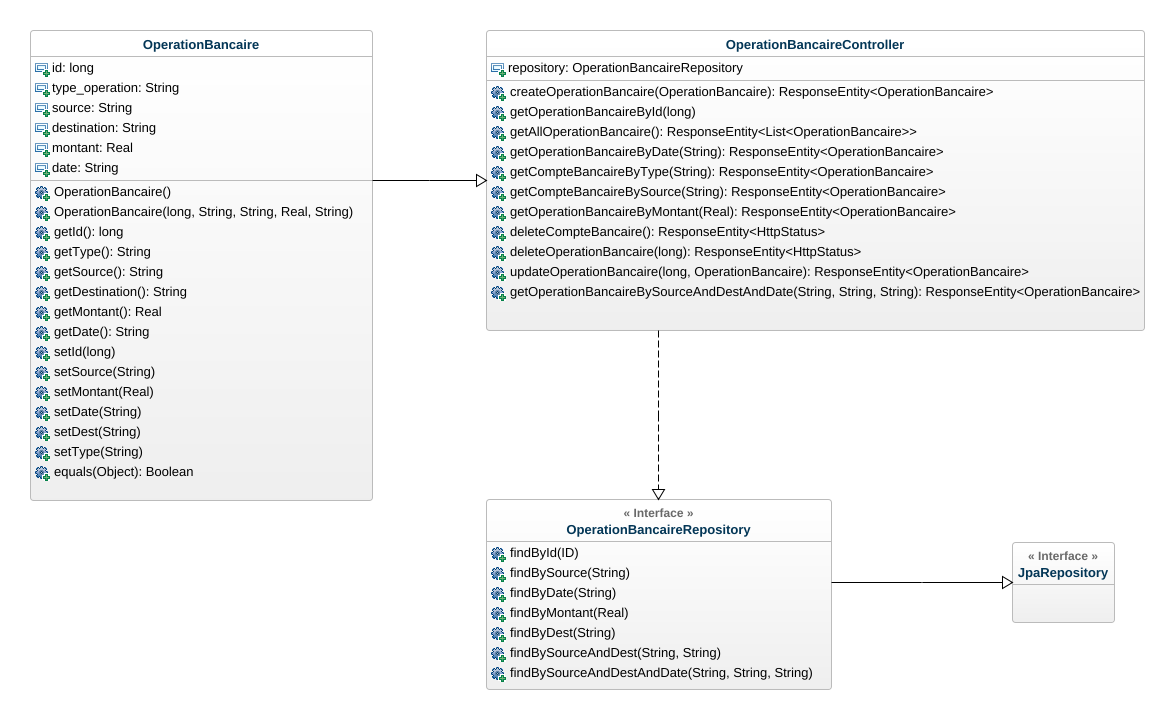 OperationBancaire
id: long
type_operation: String
source: String
destination: String
montant: Real
date: String
OperationBancaire()
OperationBancaire(long, String, String, Real, String)
getId(): long
getType(): String
getSource(): String
getDestination(): String
getMontant(): Real
getDate(): String
setId(long)
setSource(String)
setMontant(Real)
setDate(String)
setDest(String)
setType(String)
equals(Object): Boolean
OperationBancaireController
repository: OperationBancaireRepository
createOperationBancaire(OperationBancaire): ResponseEntity<OperationBancaire>
getOperationBancaireById(long)
getAllOperationBancaire(): ResponseEntity<List<OperationBancaire>>
getOperationBancaireByDate(String): ResponseEntity<OperationBancaire>
getCompteBancaireByType(String): ResponseEntity<OperationBancaire>
getCompteBancaireBySource(String): ResponseEntity<OperationBancaire>
getOperationBancaireByMontant(Real): ResponseEntity<OperationBancaire>
deleteCompteBancaire(): ResponseEntity<HttpStatus>
deleteOperationBancaire(long): ResponseEntity<HttpStatus>
updateOperationBancaire(long, OperationBancaire): ResponseEntity<OperationBancaire>
getOperationBancaireBySourceAndDestAndDate(String, String, String): ResponseEntity<OperationBancaire>
« Interface »
OperationBancaireRepository
findById(ID)
findBySource(String)
findByDate(String)
findByMontant(Real)
findByDest(String)
findBySourceAndDest(String, String)
findBySourceAndDestAndDate(String, String, String)
« Interface »
JpaRepository